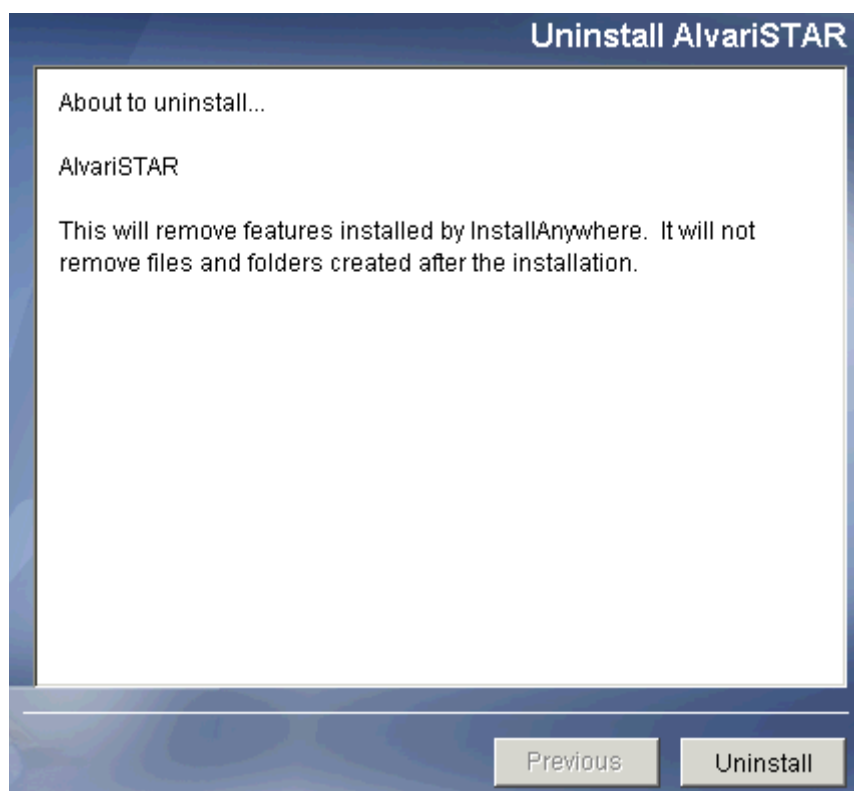 Uninstall AlvariSTAR
About to uninstall...
AlvariSTAR
This will remove features installed by InstallAnywhere. It will not
remove files and folders created after the installation.
Previous
Uninstall